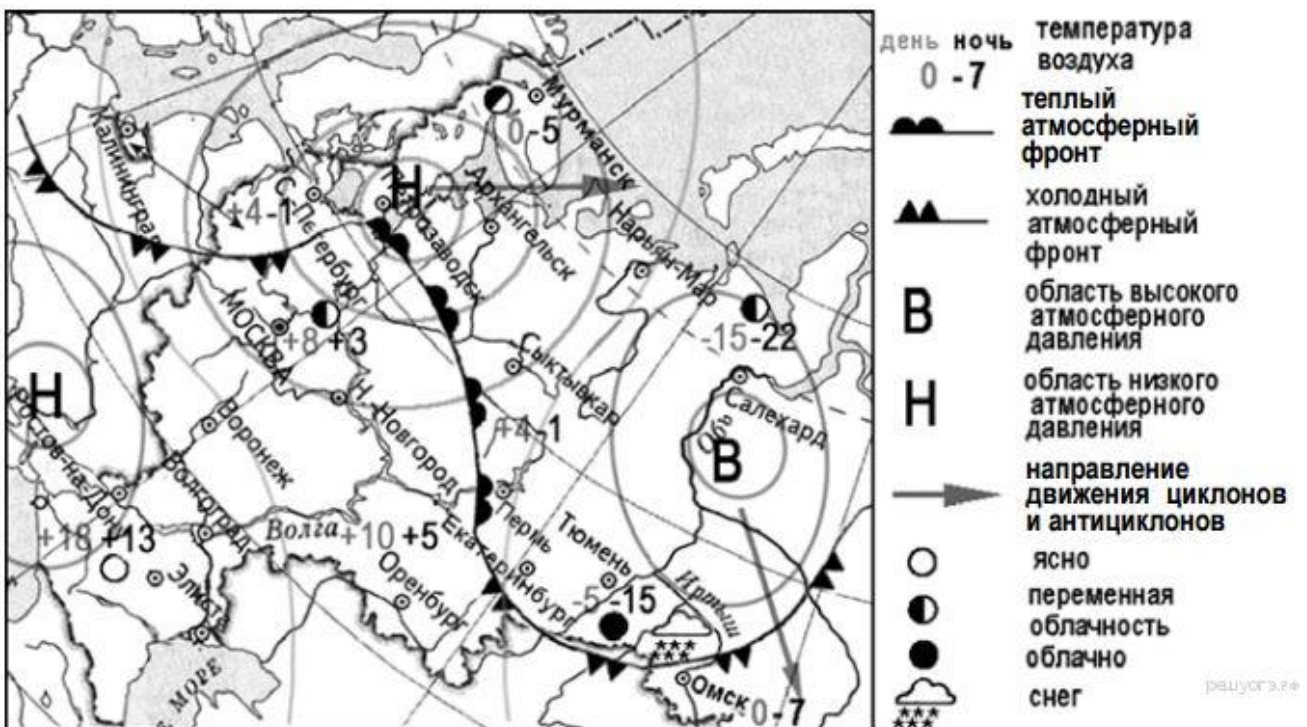 Мурманск
0 -5
Калининград
Н
+4 -1
С.-Петербург
Петрозаводск
Архангельск
Нарьян-Мар
МОСКВА
+8 +3
-15 -22
Сыктывкар
Салехард
Обь
В
Н
Н. Новгород
+4 -1
Воронеж
Ростов-на-Дону
Волгоград
Волга
+10 +5
Пермь
Екатеринбург
Тюмень
Иртыш
+18 +13
Элиста
Оренбург
-5 -15
МОРЕ
Омск
0 -7
день ночь
0 -7
температура
воздуха
теплый
атмосферный
фронт
холодный
атмосферный
фронт
В
область высокого
атмосферного
давления
Н
область низкого
атмосферного
давления
направление
движения циклонов
и антициклонов
ясно
переменная
облачность
облачно
снег
решуогэ.рф